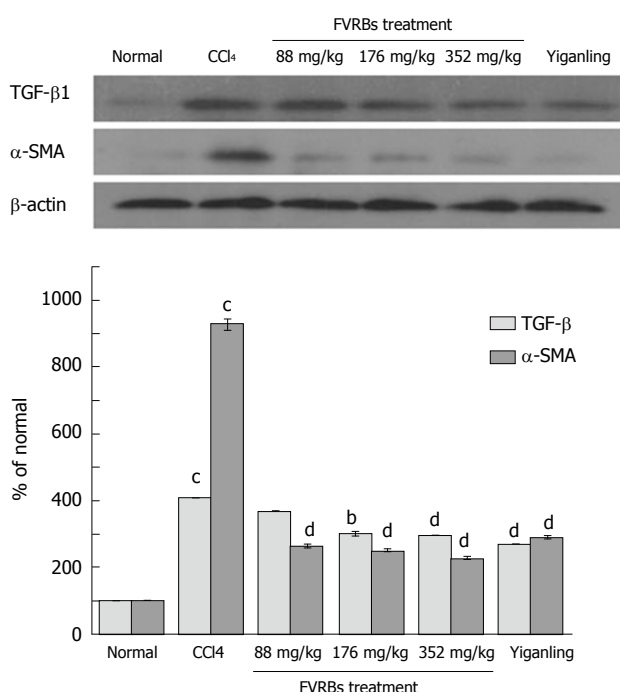 FVRBs treatment
Normal CCl₄ 88 mg/kg 176 mg/kg 352 mg/kg Yiganling
TGF-β1
α-SMA
β-actin
1000
800
600
400
200
0
% of normal
TGF-β
α-SMA
c c d b d d d d d
Normal CCl4 88 mg/kg 176 mg/kg 352 mg/kg Yiganling
FVRBs treatment